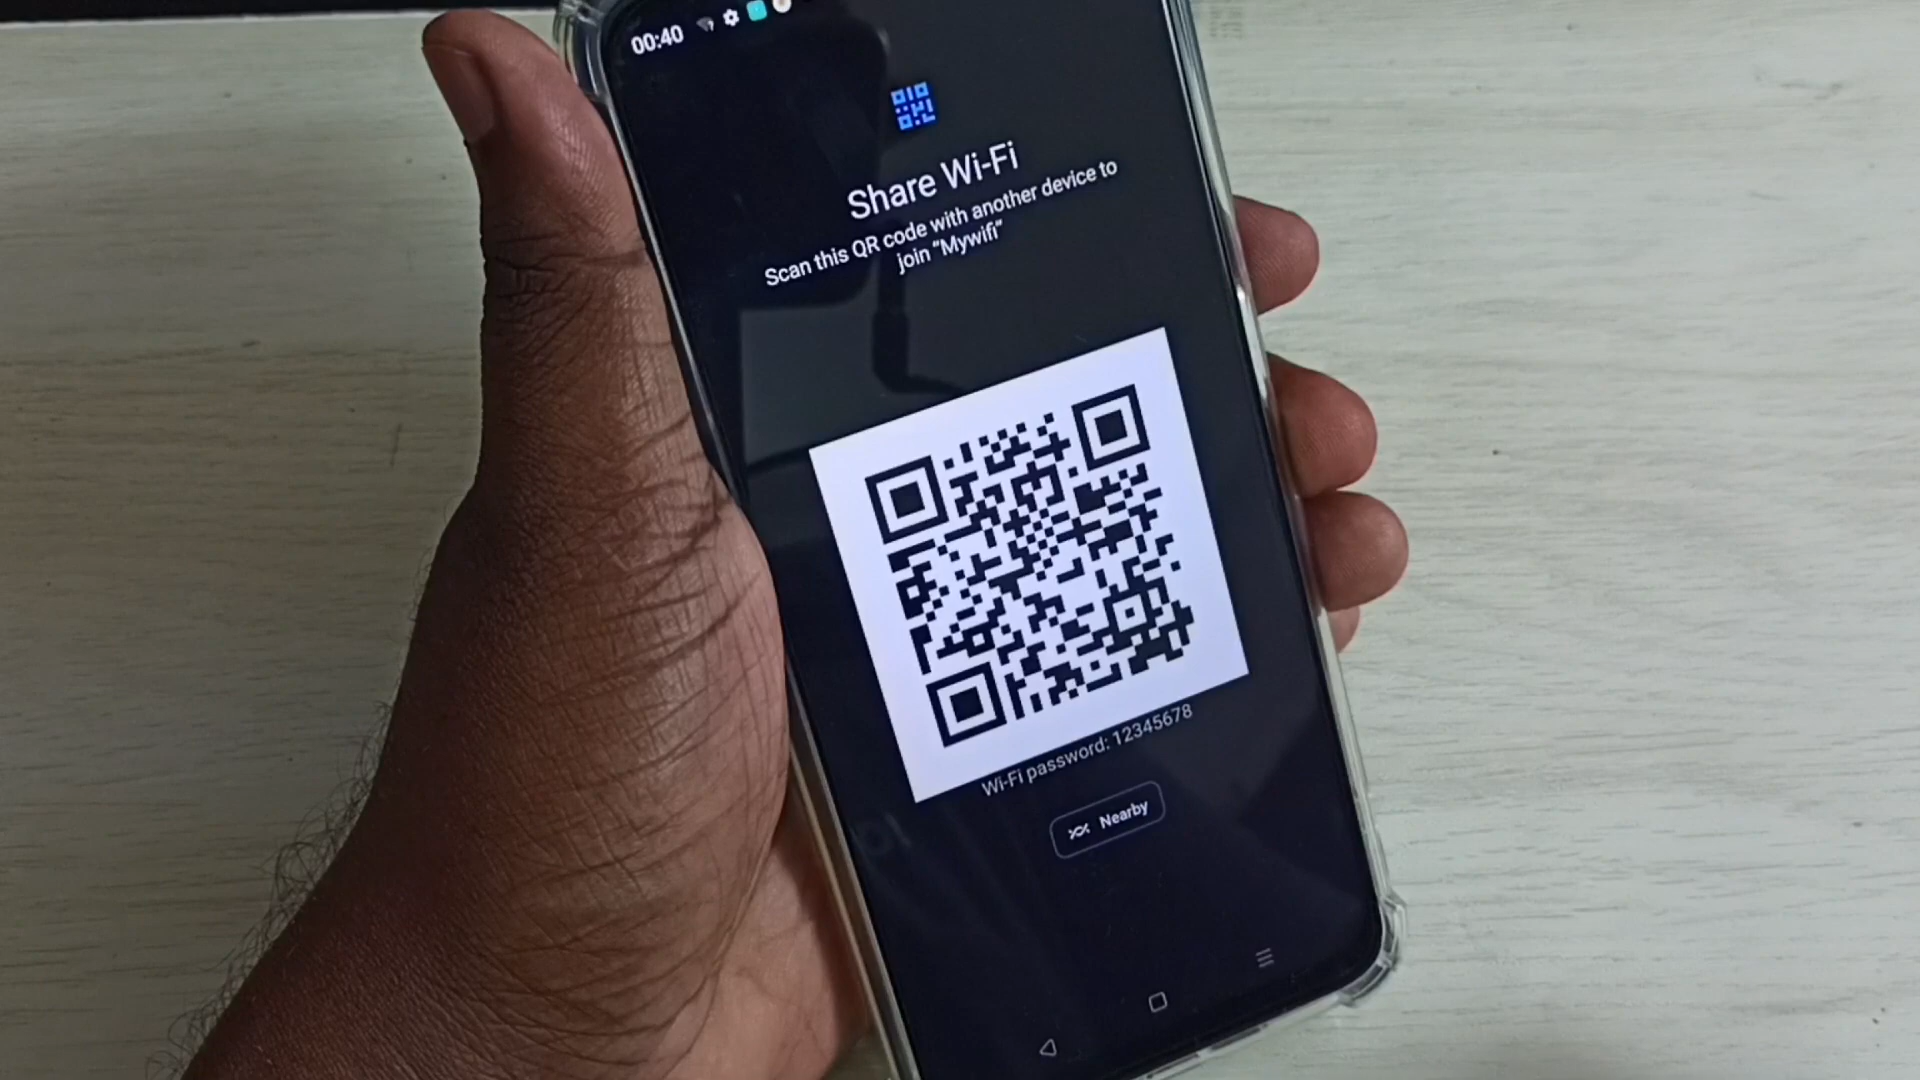 00:40
Share Wi-Fi
Scan this QR code with another device to
join “Mywifi”
Wi-Fi password: 12345678
Nearby